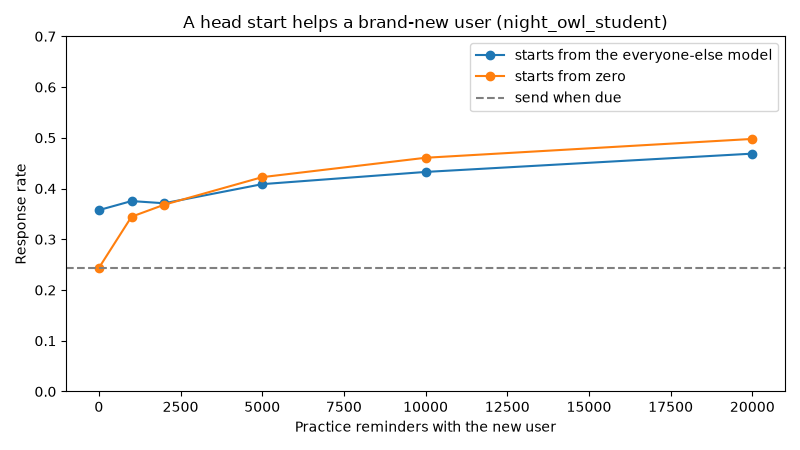 A head start helps a brand-new user (night_owl_student)
0.7
0.6
0.5
0.4
0.3
0.2
0.1
0.0
Response rate
starts from the everyone-else model
starts from zero
send when due
0 2500 5000 7500 10000 12500 15000 17500 20000
Practice reminders with the new user